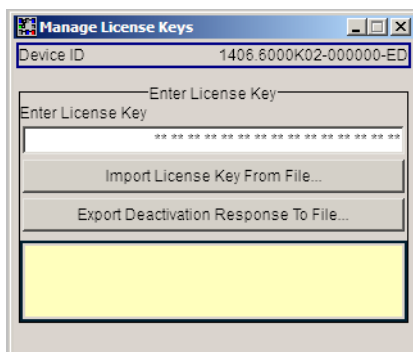 Manage License Keys
Device ID 1406.6000K02-000000-ED
Enter License Key
Enter License Key
** ** ** ** ** ** ** ** ** ** ** ** ** ** **
Import License Key From File...
Export Deactivation Response To File...